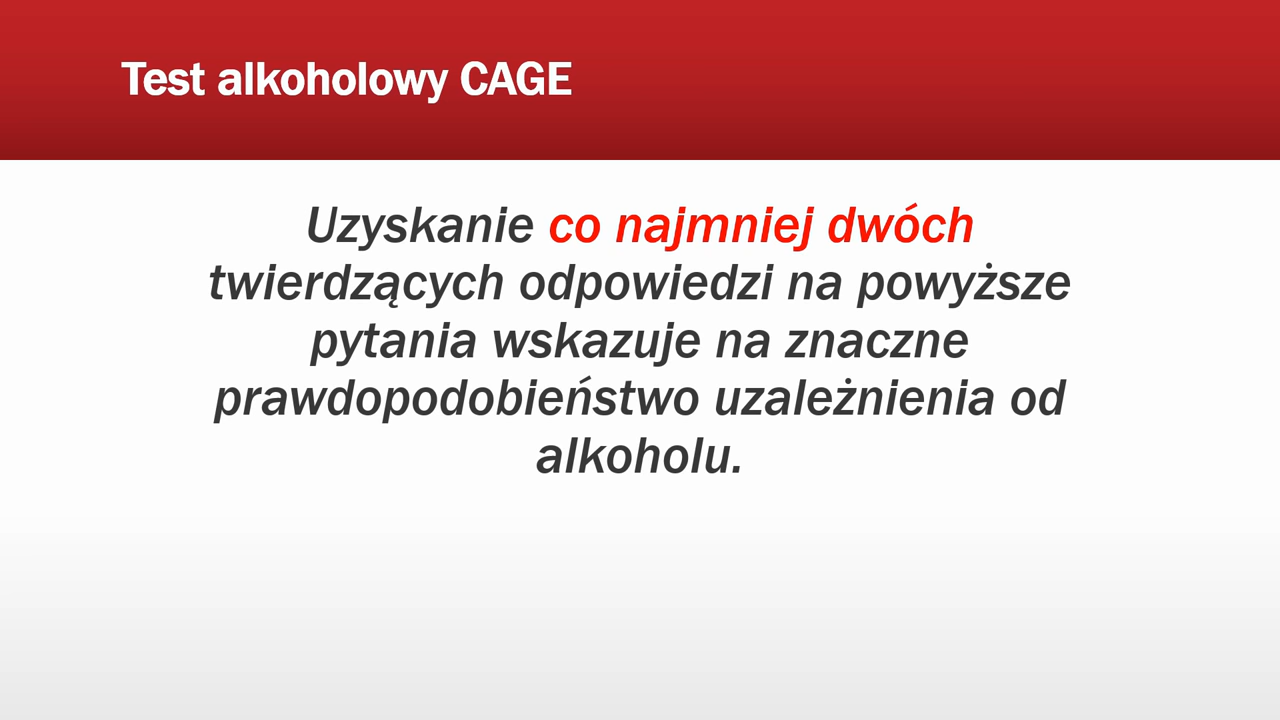 Test alkoholowy CAGE
Uzyskanie co najmniej dwóch
twierdzących odpowiedzi na powyższe
pytania wskazuje na znaczne
prawdopodobieństwo uzależnienia od
alkoholu.